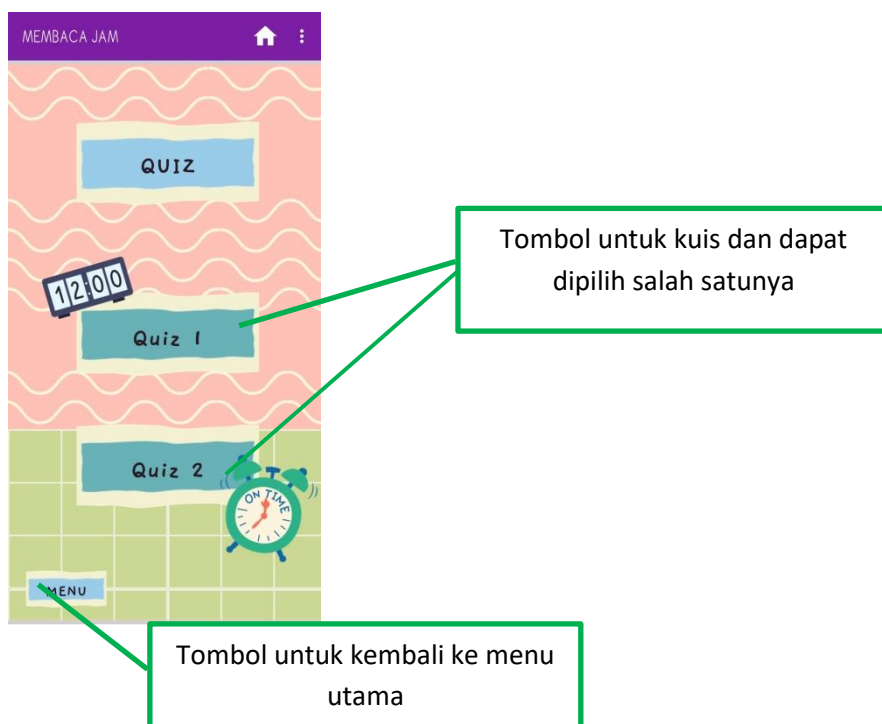 MEMBACA JAM
QUIZ
Tombol untuk kuis dan dapat
dipilih salah satunya
12:00
Quiz 1
Quiz 2
ON TIME
MENU
Tombol untuk kembali ke menu
utama